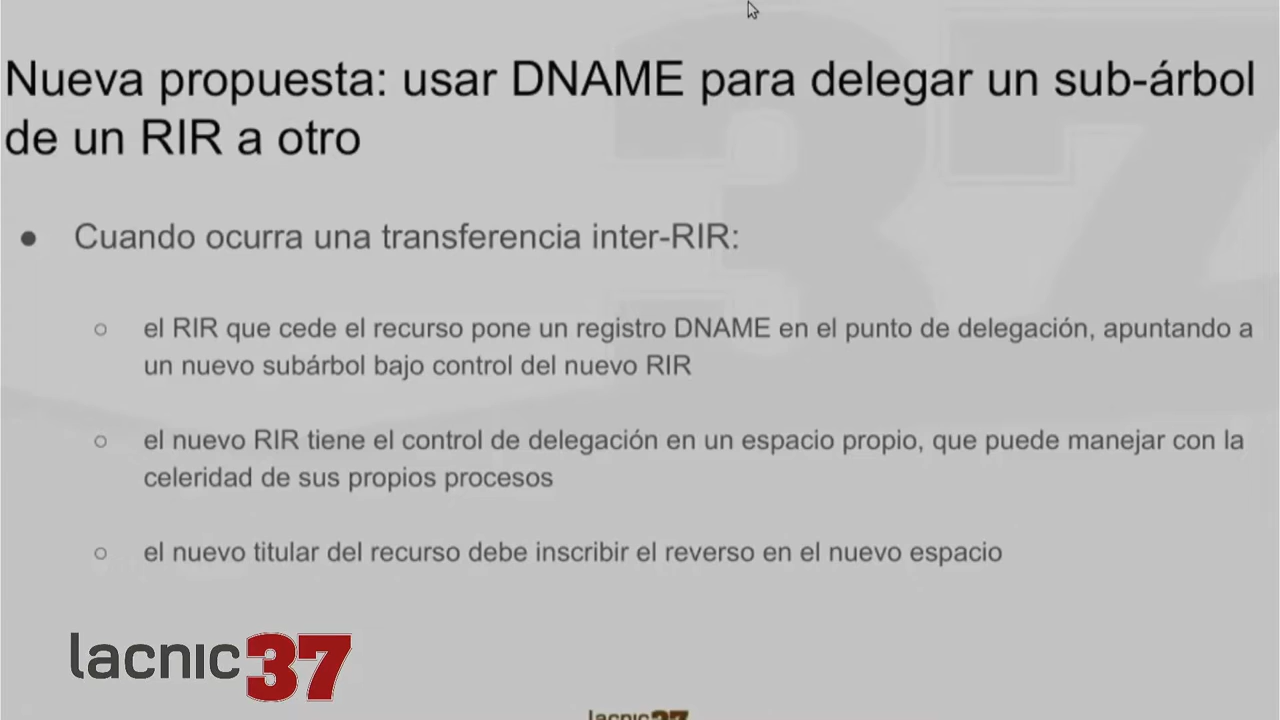 Nueva propuesta: usar DNAME para delegar un sub-árbol
de un RIR a otro
● Cuando ocurra una transferencia inter-RIR:
○ el RIR que cede el recurso pone un registro DNAME en el punto de delegación, apuntando a
un nuevo subárbol bajo control del nuevo RIR
○ el nuevo RIR tiene el control de delegación en un espacio propio, que puede manejar con la
celeridad de sus propios procesos
○ el nuevo titular del recurso debe inscribir el reverso en el nuevo espacio
lacnic37
lacnic37